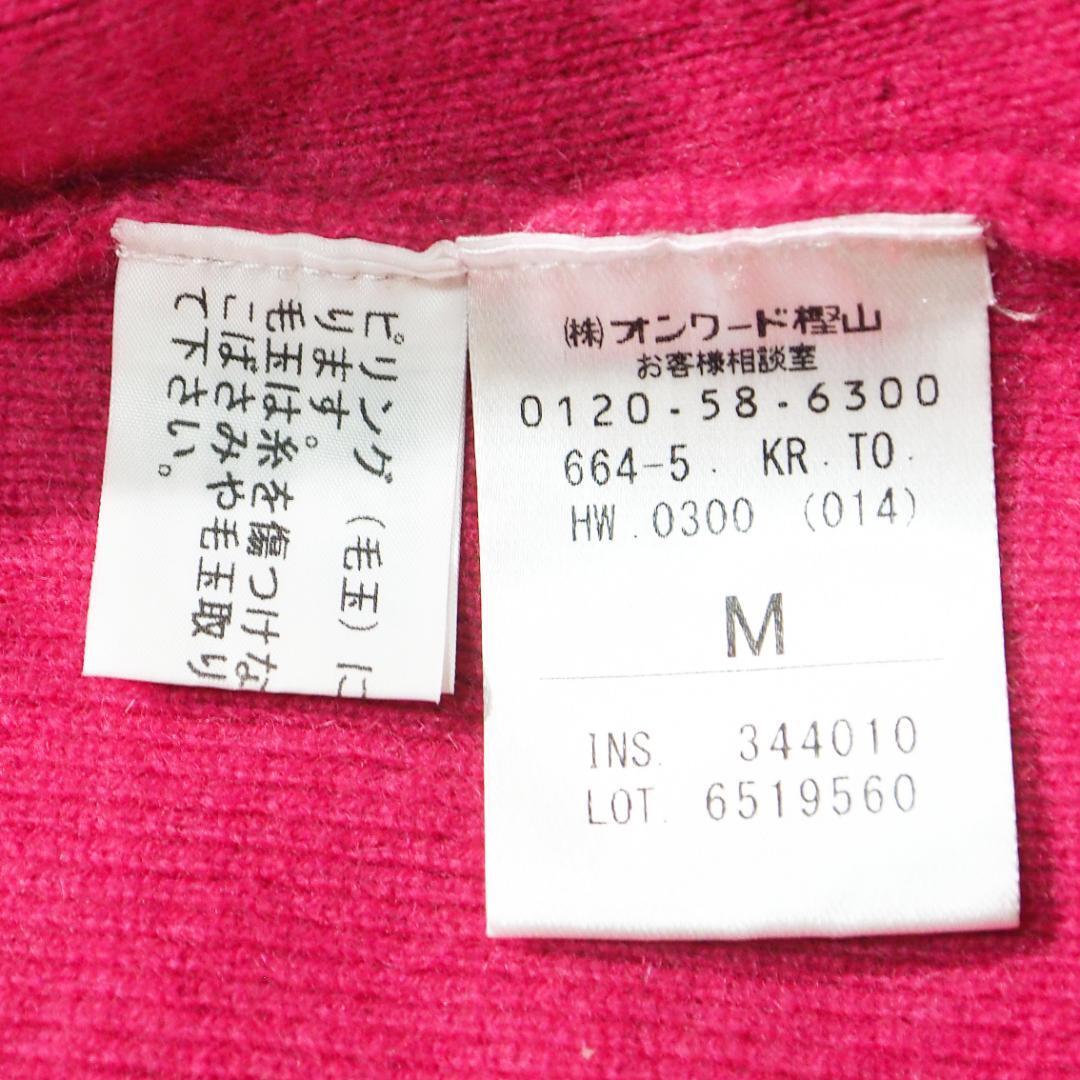 ピリング(毛玉)に
ります。
毛玉は糸を傷つけな
こばさみや毛玉取り
て下さい。
(株)オンワード樫山
お客様相談室
0120-58-6300
664-5. KR.TO.
HW.0300 (014)
M
INS. 344010
LOT. 6519560